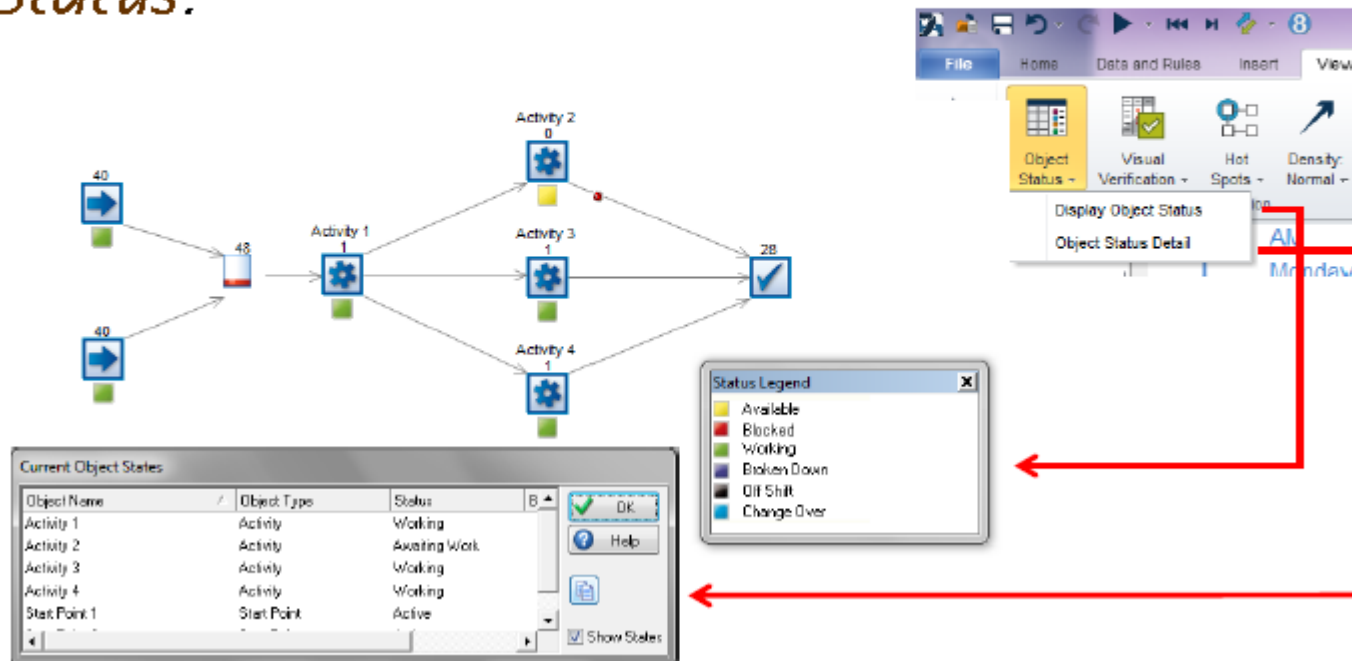 Status.
File Home Data and Rules Insert View
Object Status
Visual Verification
Hot Spots
Density: Normal
Display Object Status
Object Status Detail
AM
Monday
Activity 2
0
40
48
Activity 1
1
Activity 3
1
28
40
Activity 4
1
Status Legend
Available
Blocked
Working
Broken Down
Off Shift
Change Over
Current Object States
Object Name Object Type Status B
Activity 1 Activity Working
Activity 2 Activity Awaiting Work
Activity 3 Activity Working
Activity 4 Activity Working
Start Point 1 Start Point Active
OK
Help
Show States